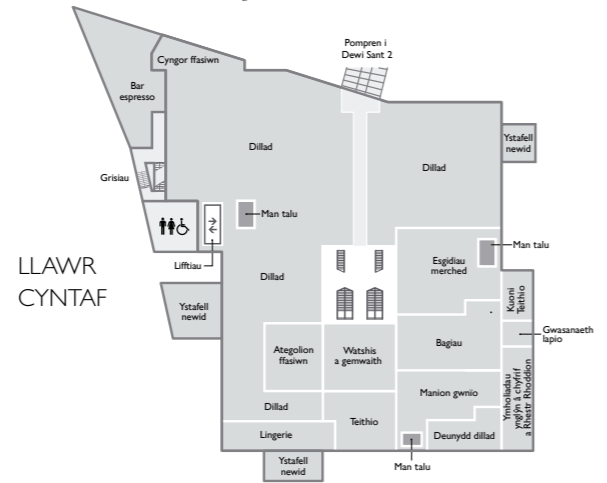 Pompren i
Dewi Sant 2
Cyngor ffasiwn
Bar
espresso
Dillad
Dillad
Ystafell
newid
Grisiau
Man talu
Lifftiau
LLAWR
CYNTAF
Dillad
Esgidiau
merched
Man talu
Kuoni
Teithio
Ystafell
newid
Gwasanaeth
lapio
Ategolion
ffasiwn
Watshis
a gemwaith
Bagiau
Manion gwnïo
Ymholiadau
ynglŷn â chyfrif
a Rhestr Rhoddion
Dillad
Teithio
Lingerie
Deunydd dillad
Ystafell
newid
Man talu